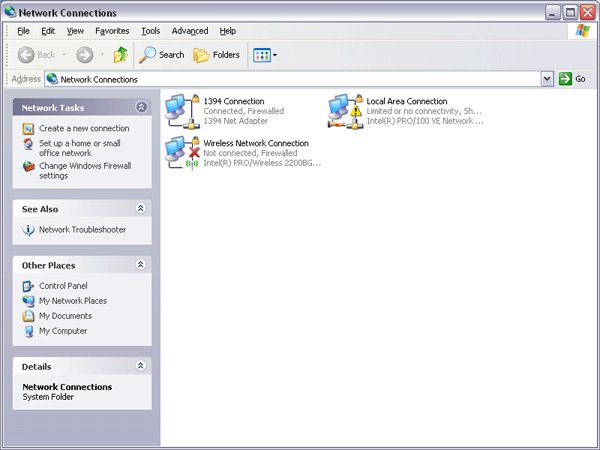 Network Connections
File Edit View Favorites Tools Advanced Help
Back Search Folders
Address Network Connections Go
Network Tasks
Create a new connection
Set up a home or small
office network
Change Windows Firewall
settings
See Also
Network Troubleshooter
Other Places
Control Panel
My Network Places
My Documents
My Computer
Details
Network Connections
System Folder
1394 Connection
Connected, Firewalled
1394 Net Adapter
Local Area Connection
Limited or no connectivity, Sh...
Intel(R) PRO/100 VE Network ...
Wireless Network Connection
Not connected, Firewalled
Intel(R) PRO/Wireless 2200BG...